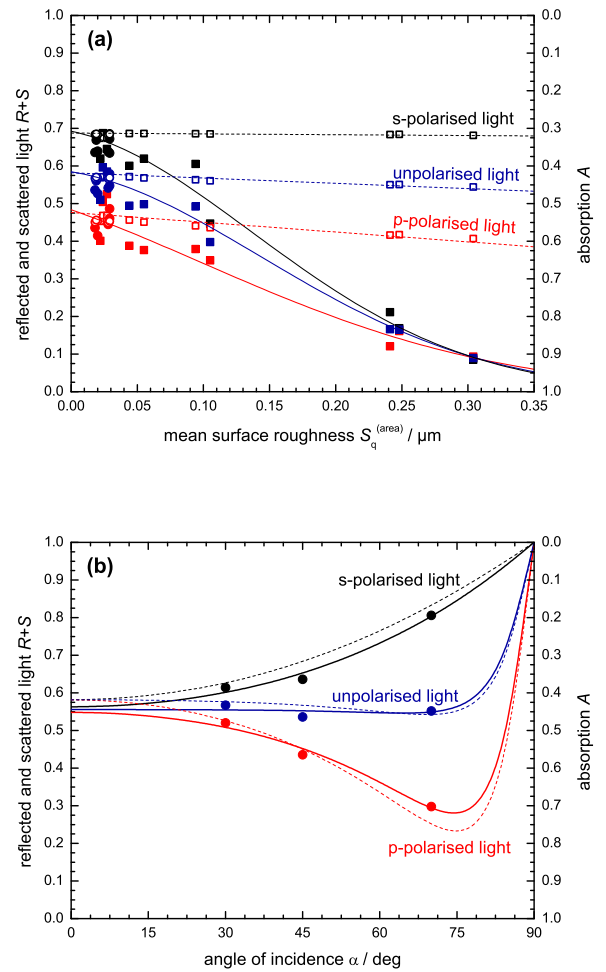 (a)
s-polarised light
unpolarised light
p-polarised light
reflected and scattered light R+S
1.0
0.9
0.8
0.7
0.6
0.5
0.4
0.3
0.2
0.1
0.0
absorption A
0.0
0.1
0.2
0.3
0.4
0.5
0.6
0.7
0.8
0.9
1.0
0.00 0.05 0.10 0.15 0.20 0.25 0.30 0.35
mean surface roughness Sq(area) / µm
(b)
s-polarised light
unpolarised light
p-polarised light
reflected and scattered light R+S
1.0
0.9
0.8
0.7
0.6
0.5
0.4
0.3
0.2
0.1
0.0
absorption A
0.0
0.1
0.2
0.3
0.4
0.5
0.6
0.7
0.8
0.9
1.0
0 15 30 45 60 75 90
angle of incidence α / deg